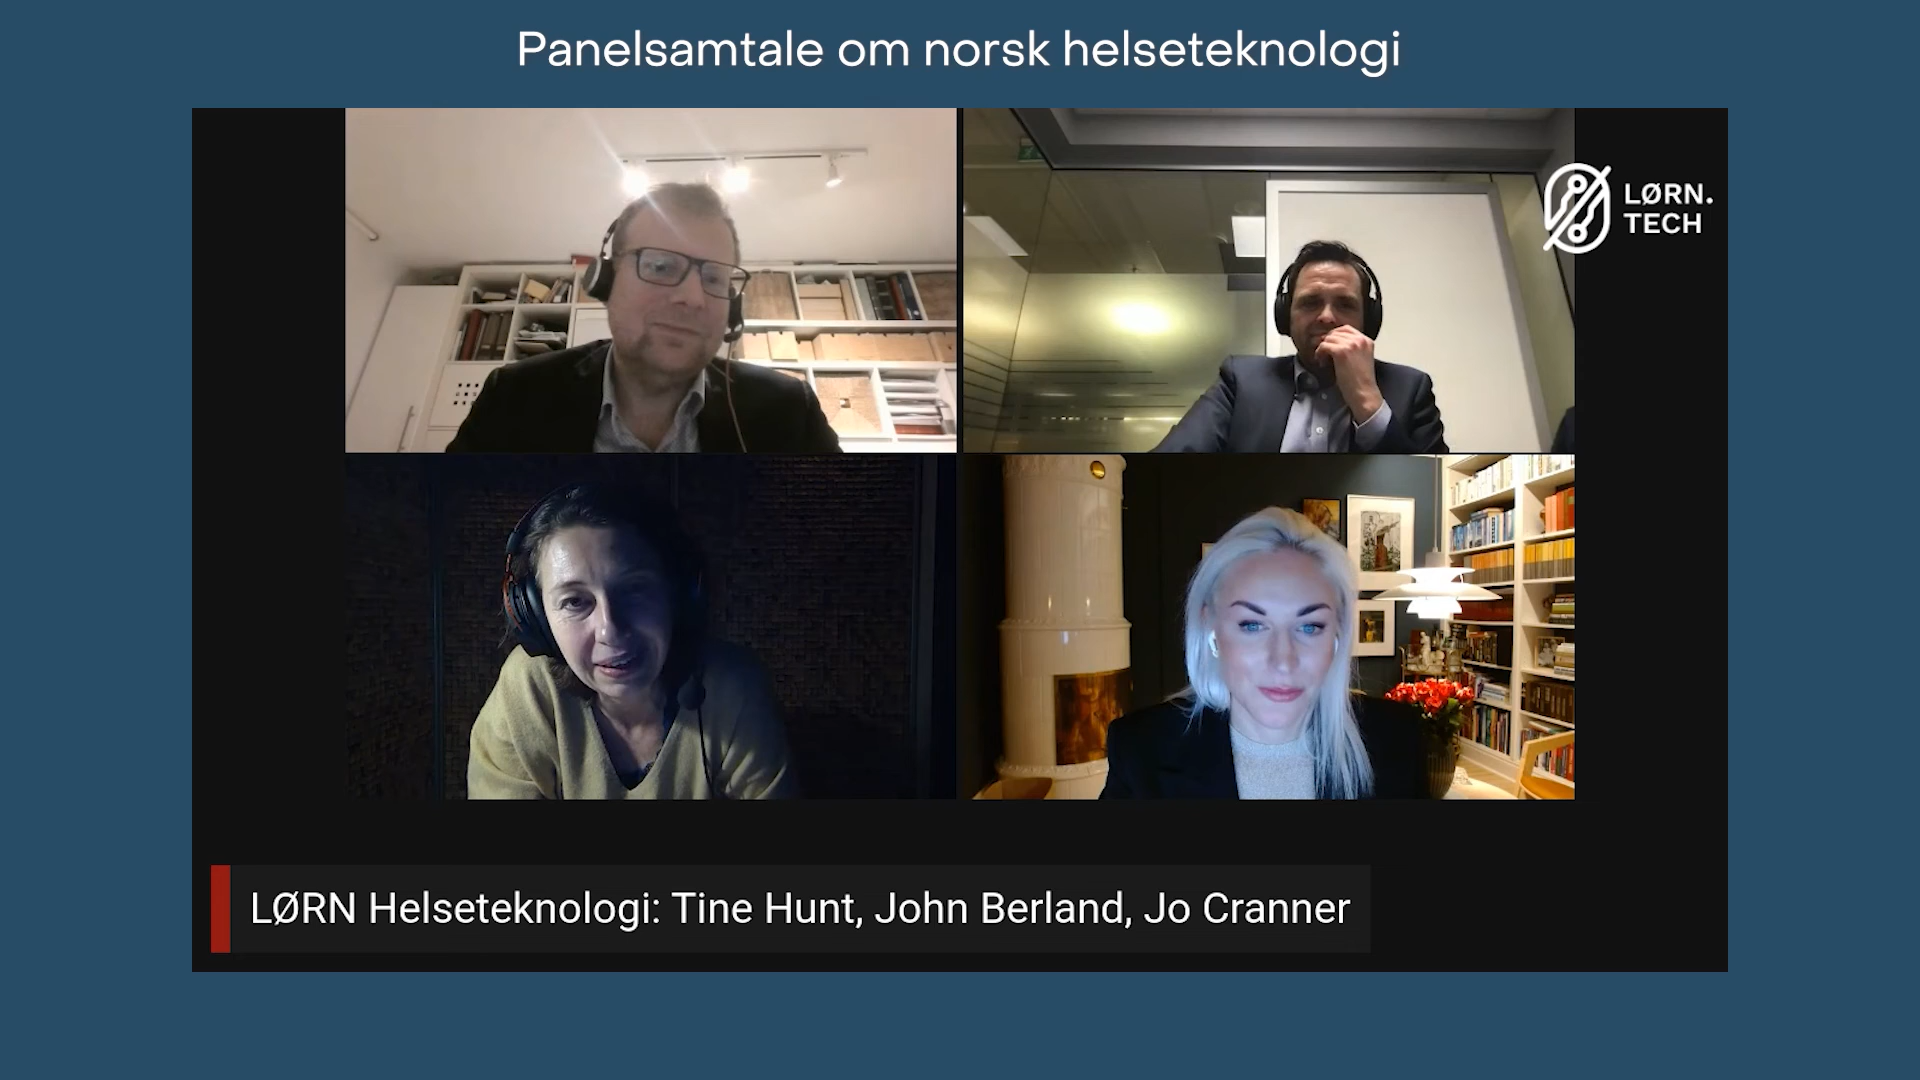 Panelsamtale om norsk helseteknologi
LØRN.
TECH
LØRN Helseteknologi: Tine Hunt, John Berland, Jo Cranner